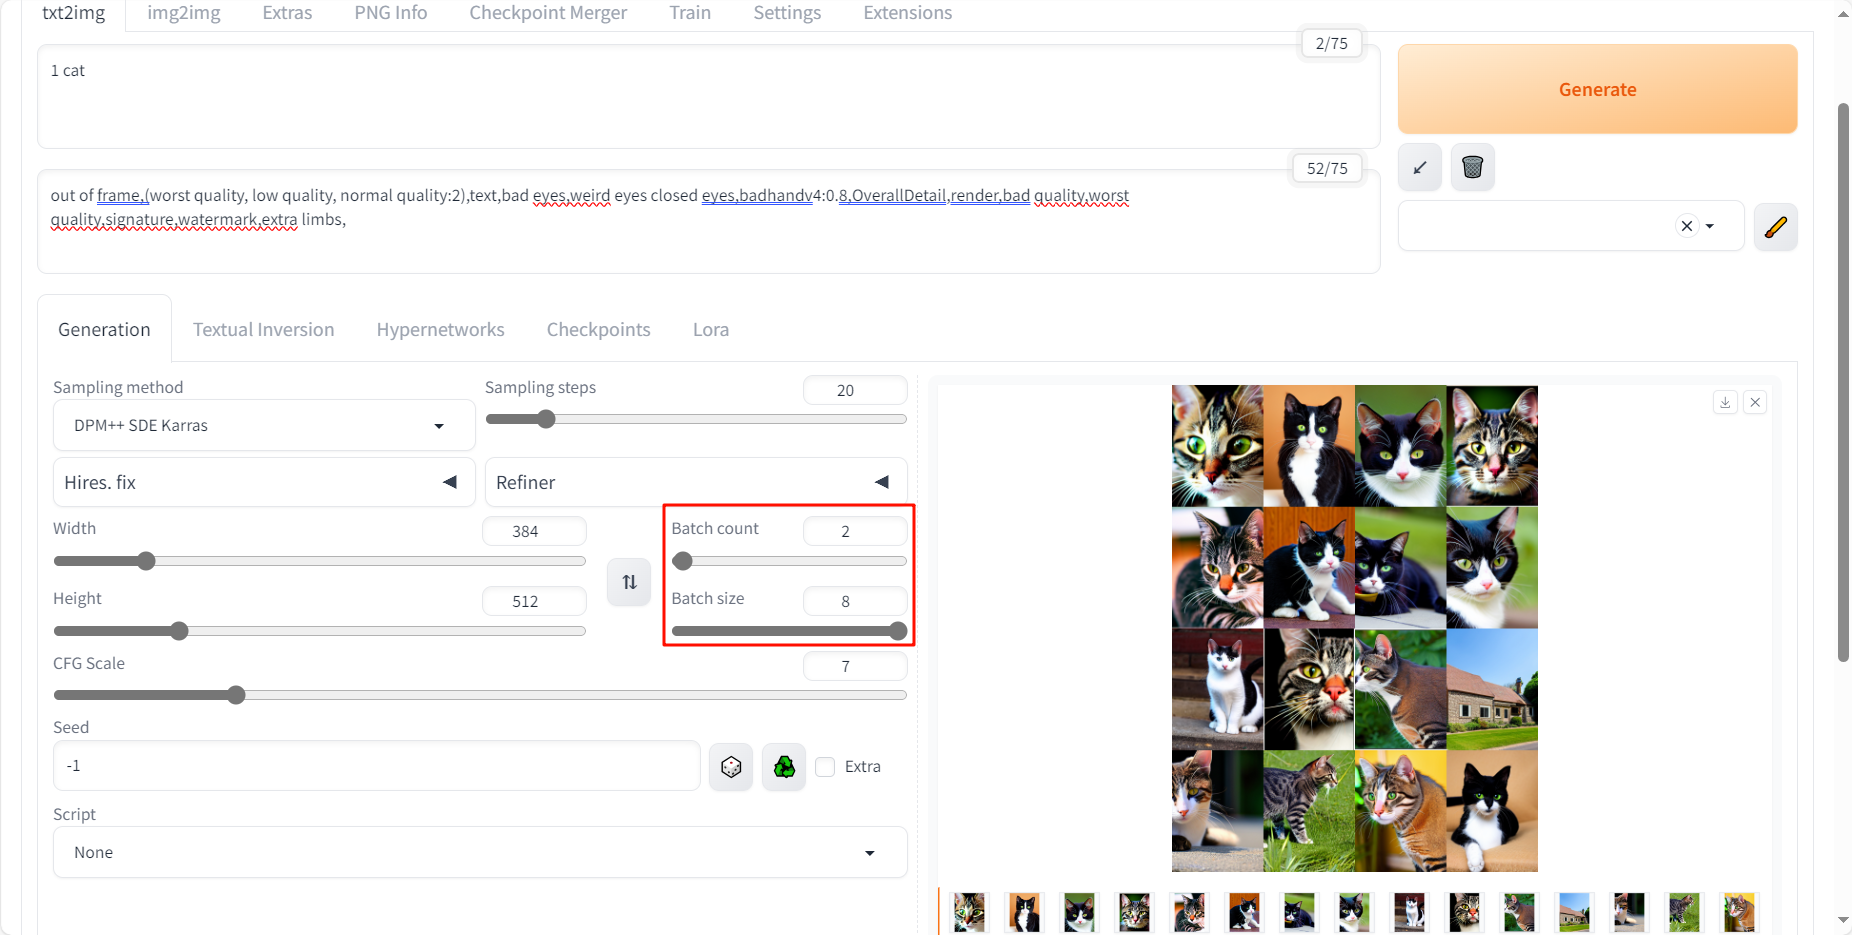 txt2img img2img Extras PNG Info Checkpoint Merger Train Settings Extensions
2/75
1 cat
Generate
52/75
out of frame,(worst quality, low quality, normal quality:2),text,bad eyes,weird eyes closed eyes,badhandv4:0.8,OverallDetail,render,bad quality,worst
quality,signature,watermark,extra limbs,
Generation Textual Inversion Hypernetworks Checkpoints Lora
Sampling method
DPM++ SDE Karras
Sampling steps
20
Hires. fix
Refiner
Width
384
Batch count
2
Height
512
Batch size
8
CFG Scale
7
Seed
-1
Extra
Script
None